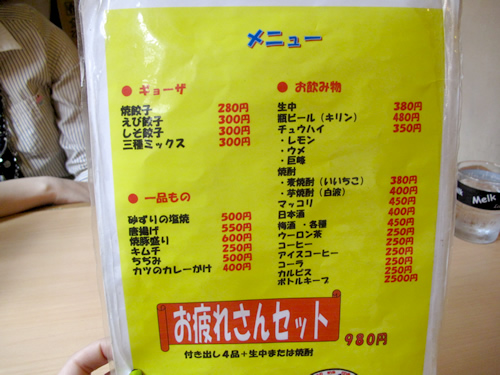 メニュー
● ギョーザ
焼餃子 280円
えび餃子 300円
しそ餃子 300円
三種ミックス 300円
● 一品もの
砂ずりの塩焼 500円
唐揚げ 550円
焼豚盛り 600円
キムチ 250円
ちぢみ 500円
カツのカレーがけ 400円
● お飲み物
生中 380円
瓶ビール（キリン） 480円
チュウハイ 350円
・レモン
・ウメ
・巨峰
焼酎
・麦焼酎（いいちこ） 380円
・芋焼酎（白波） 400円
マッコリ 450円
日本酒 400円
梅酒・各種 450円
ウーロン茶 250円
コーヒー 250円
アイスコーヒー 250円
コーラ 250円
カルピス 250円
ボトルキープ 2500円
お疲れさんセット 980円
付き出し4品＋生中または焼酎
Melk